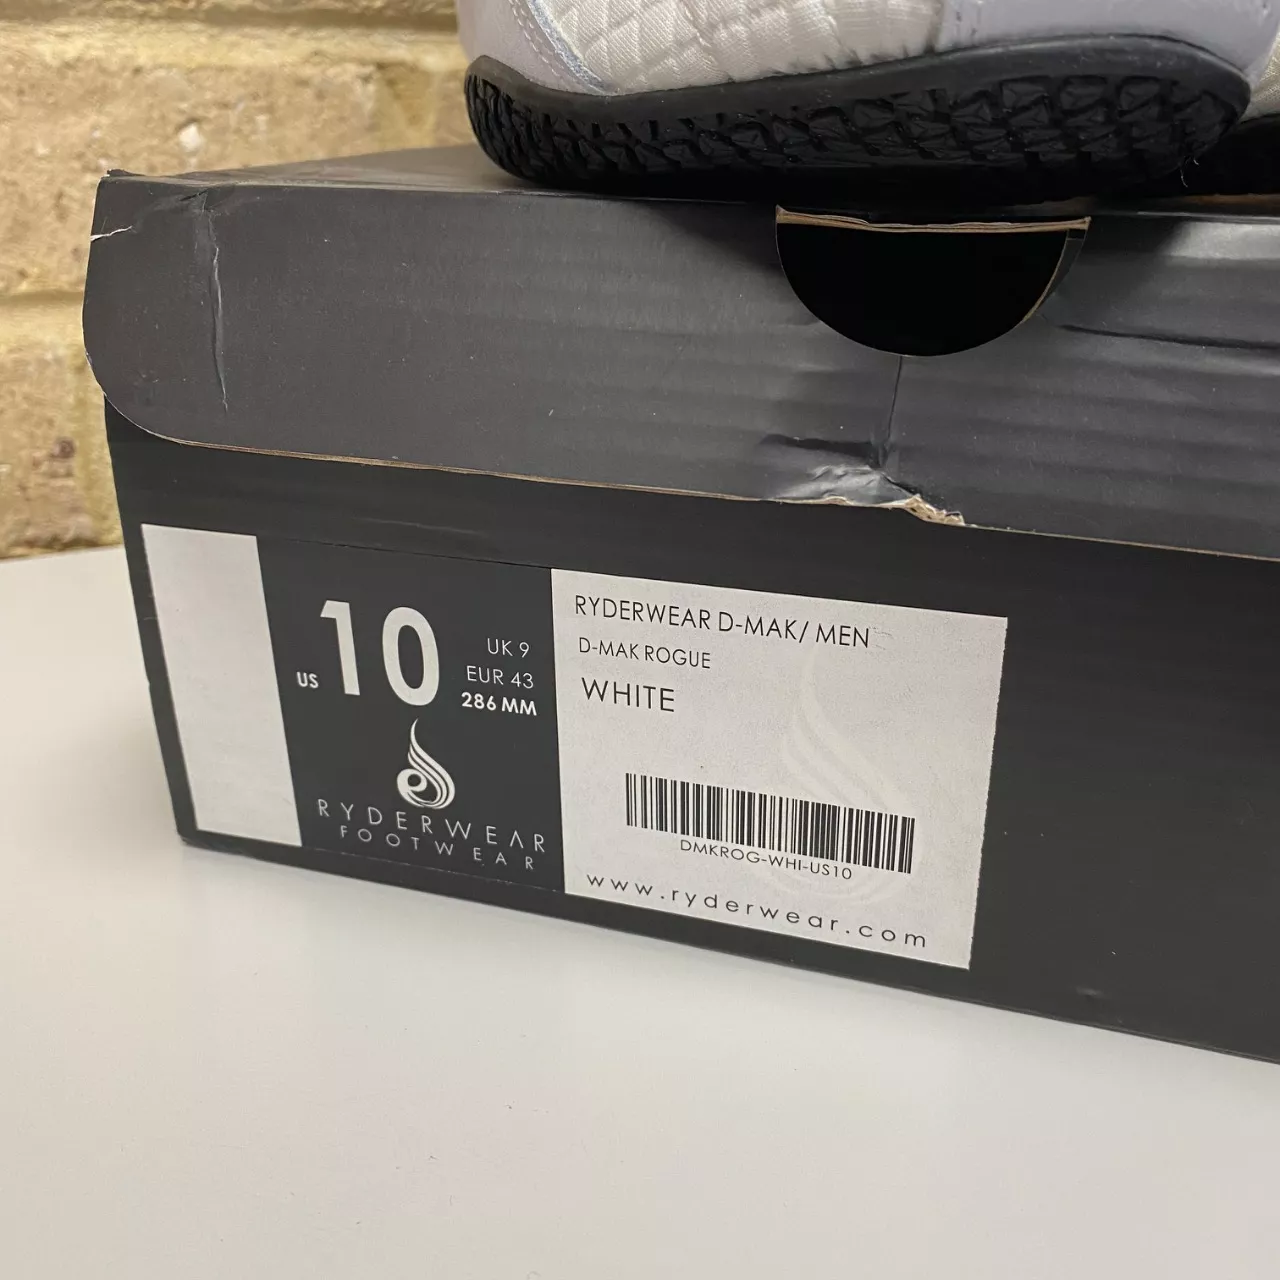 US 10
UK 9
EUR 43
286 MM
RYDERWEAR
FOOTWEAR
RYDERWEAR D-MAK/ MEN
D-MAK ROGUE
WHITE
DMKROG-WHI-US10
www.ryderwear.com